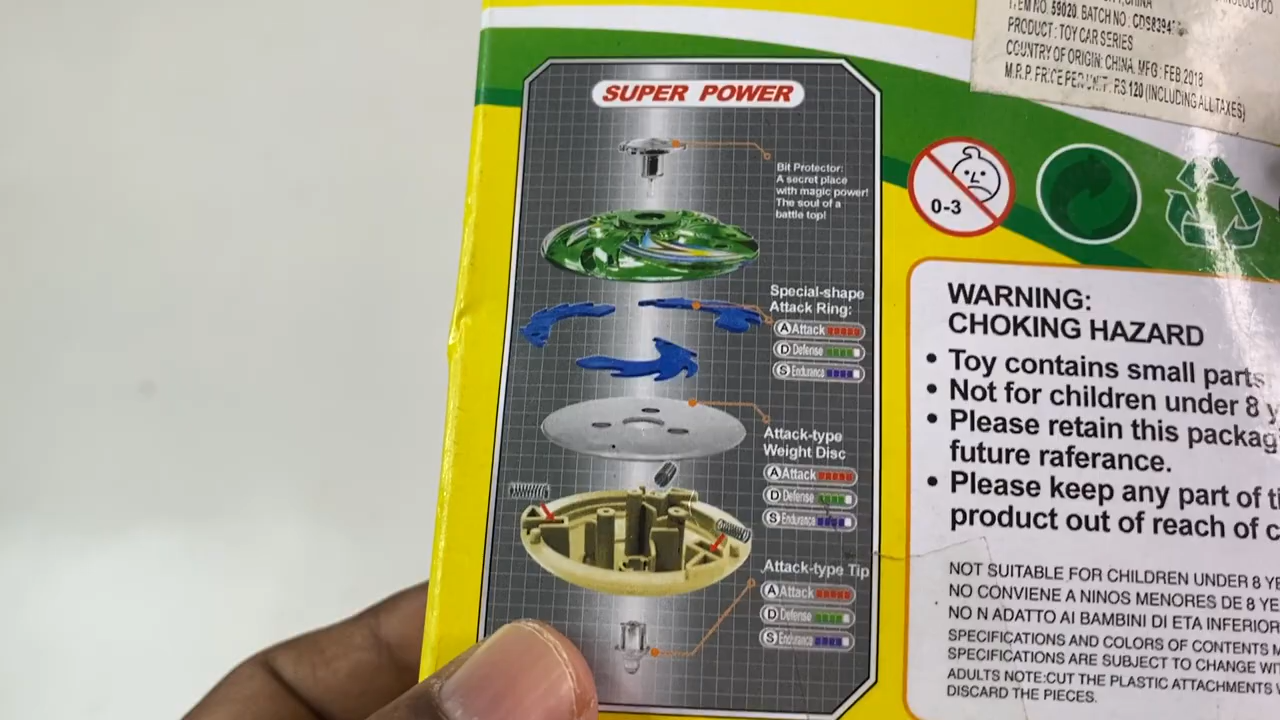 ITEM NO. 59020. BATCH NO: CDS8394
PRODUCT: TOY CAR SERIES
COUNTRY OF ORIGIN: CHINA. MFG: FEB.2018
M.R.P. PRICE PER UNIT: RS.120 (INCLUDING ALL TAXES)
SUPER POWER
Bit Protector:
A secret place
with magic power!
The soul of a
battle top!
Special-shape
Attack Ring:
A Attack
D Defense
S Endurance
Attack-type
Weight Disc
A Attack
D Defense
S Endurance
Attack-type Tip
A Attack
D Defense
S Endurance
0-3
WARNING:
CHOKING HAZARD
• Toy contains small parts
• Not for children under 8 y
• Please retain this packag
future raferance.
• Please keep any part of t
product out of reach of c
NOT SUITABLE FOR CHILDREN UNDER 8 YE
NO CONVIENE A NINOS MENORES DE 8 YE
NO N ADATTO AI BAMBINI DI ETA INFERIOR
SPECIFICATIONS AND COLORS OF CONTENTS M
SPECIFICATIONS ARE SUBJECT TO CHANGE WIT
ADULTS NOTE:CUT THE PLASTIC ATTACHMENTS
DISCARD THE PIECES.